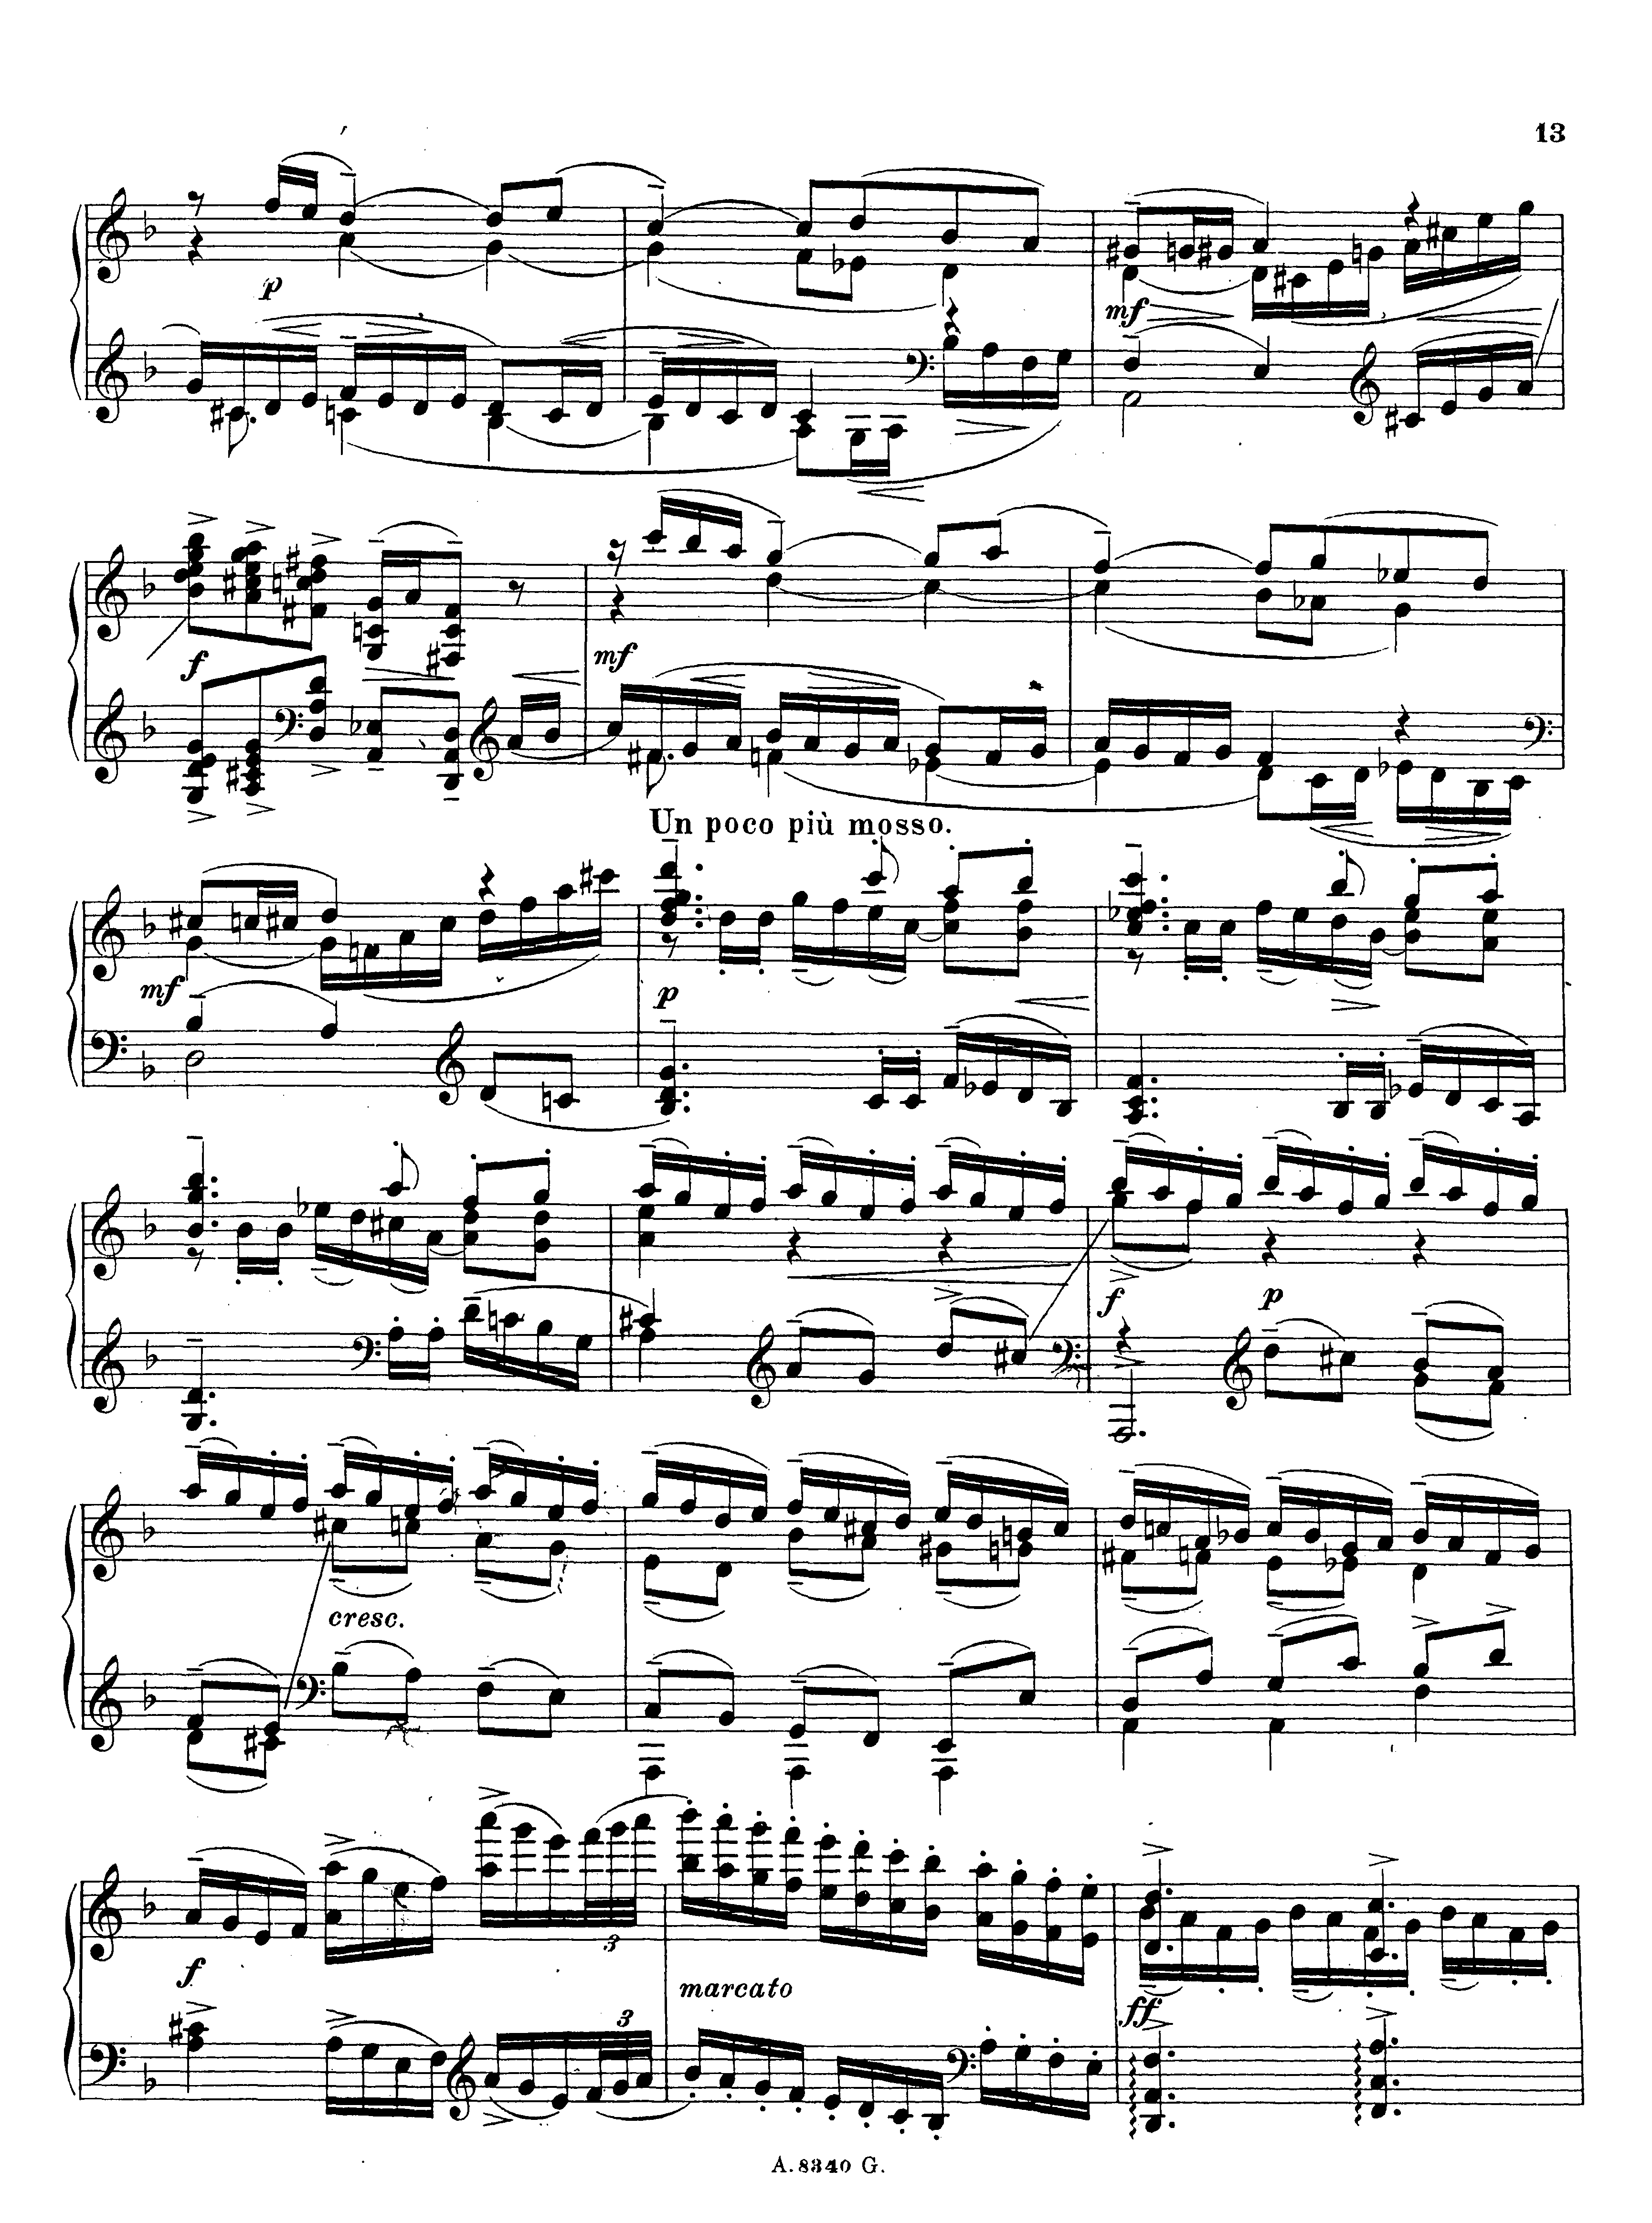 13
p
mf
f
mf
Un poco più mosso.
mf
p
f
p
cresc.
f
3
marcato
ff
3
A. 8340 G.